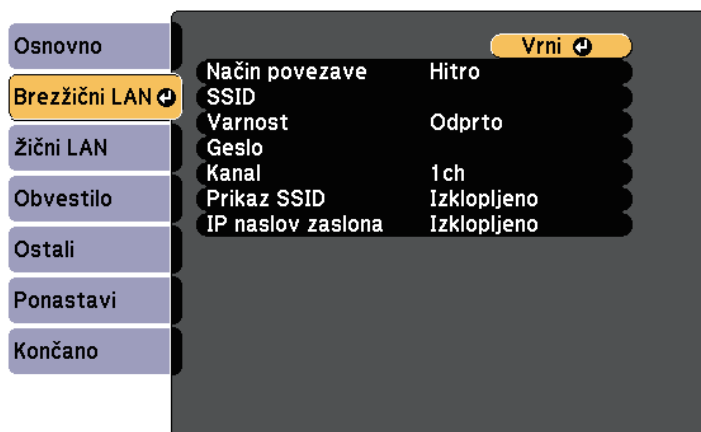 Osnovno
Brezžični LAN
Žični LAN
Obvestilo
Ostali
Ponastavi
Končano
Vrni
Način povezave Hitro
SSID
Varnost Odprto
Geslo
Kanal 1ch
Prikaz SSID Izklopljeno
IP naslov zaslona Izklopljeno